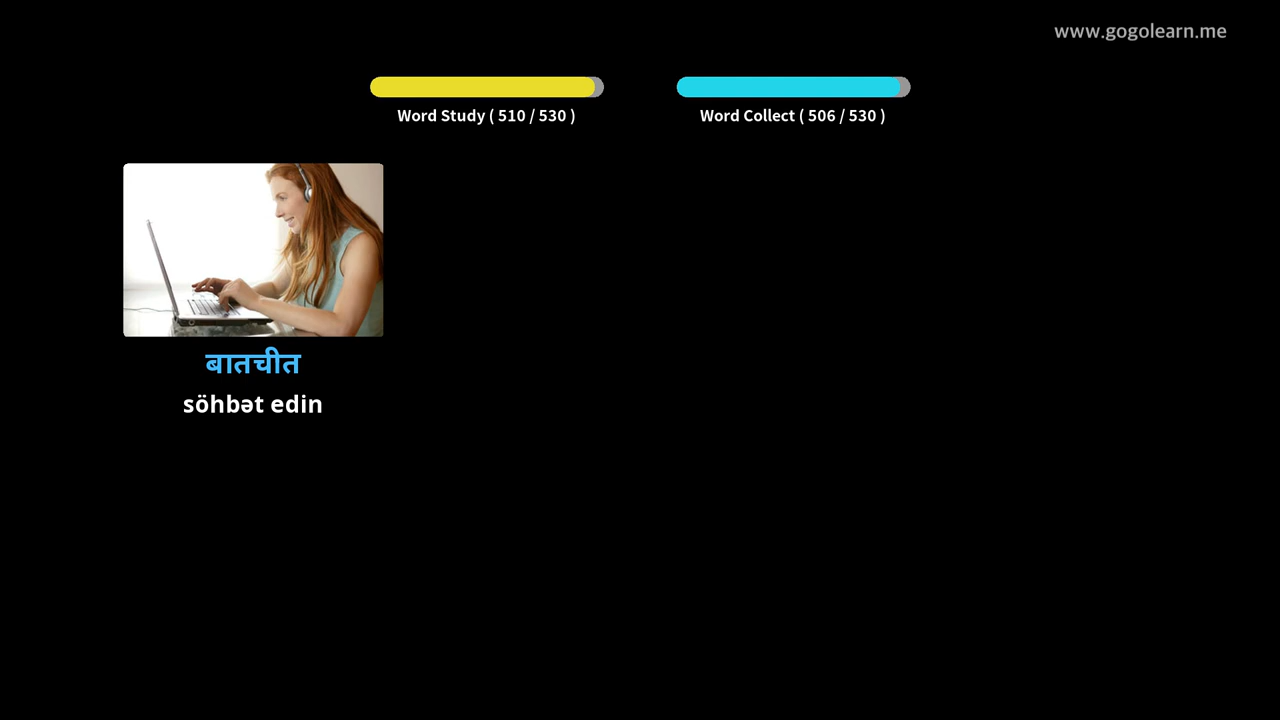 www.gogolearn.me
Word Study ( 510 / 530 )
Word Collect ( 506 / 530 )
बातचीत
söhbət edin